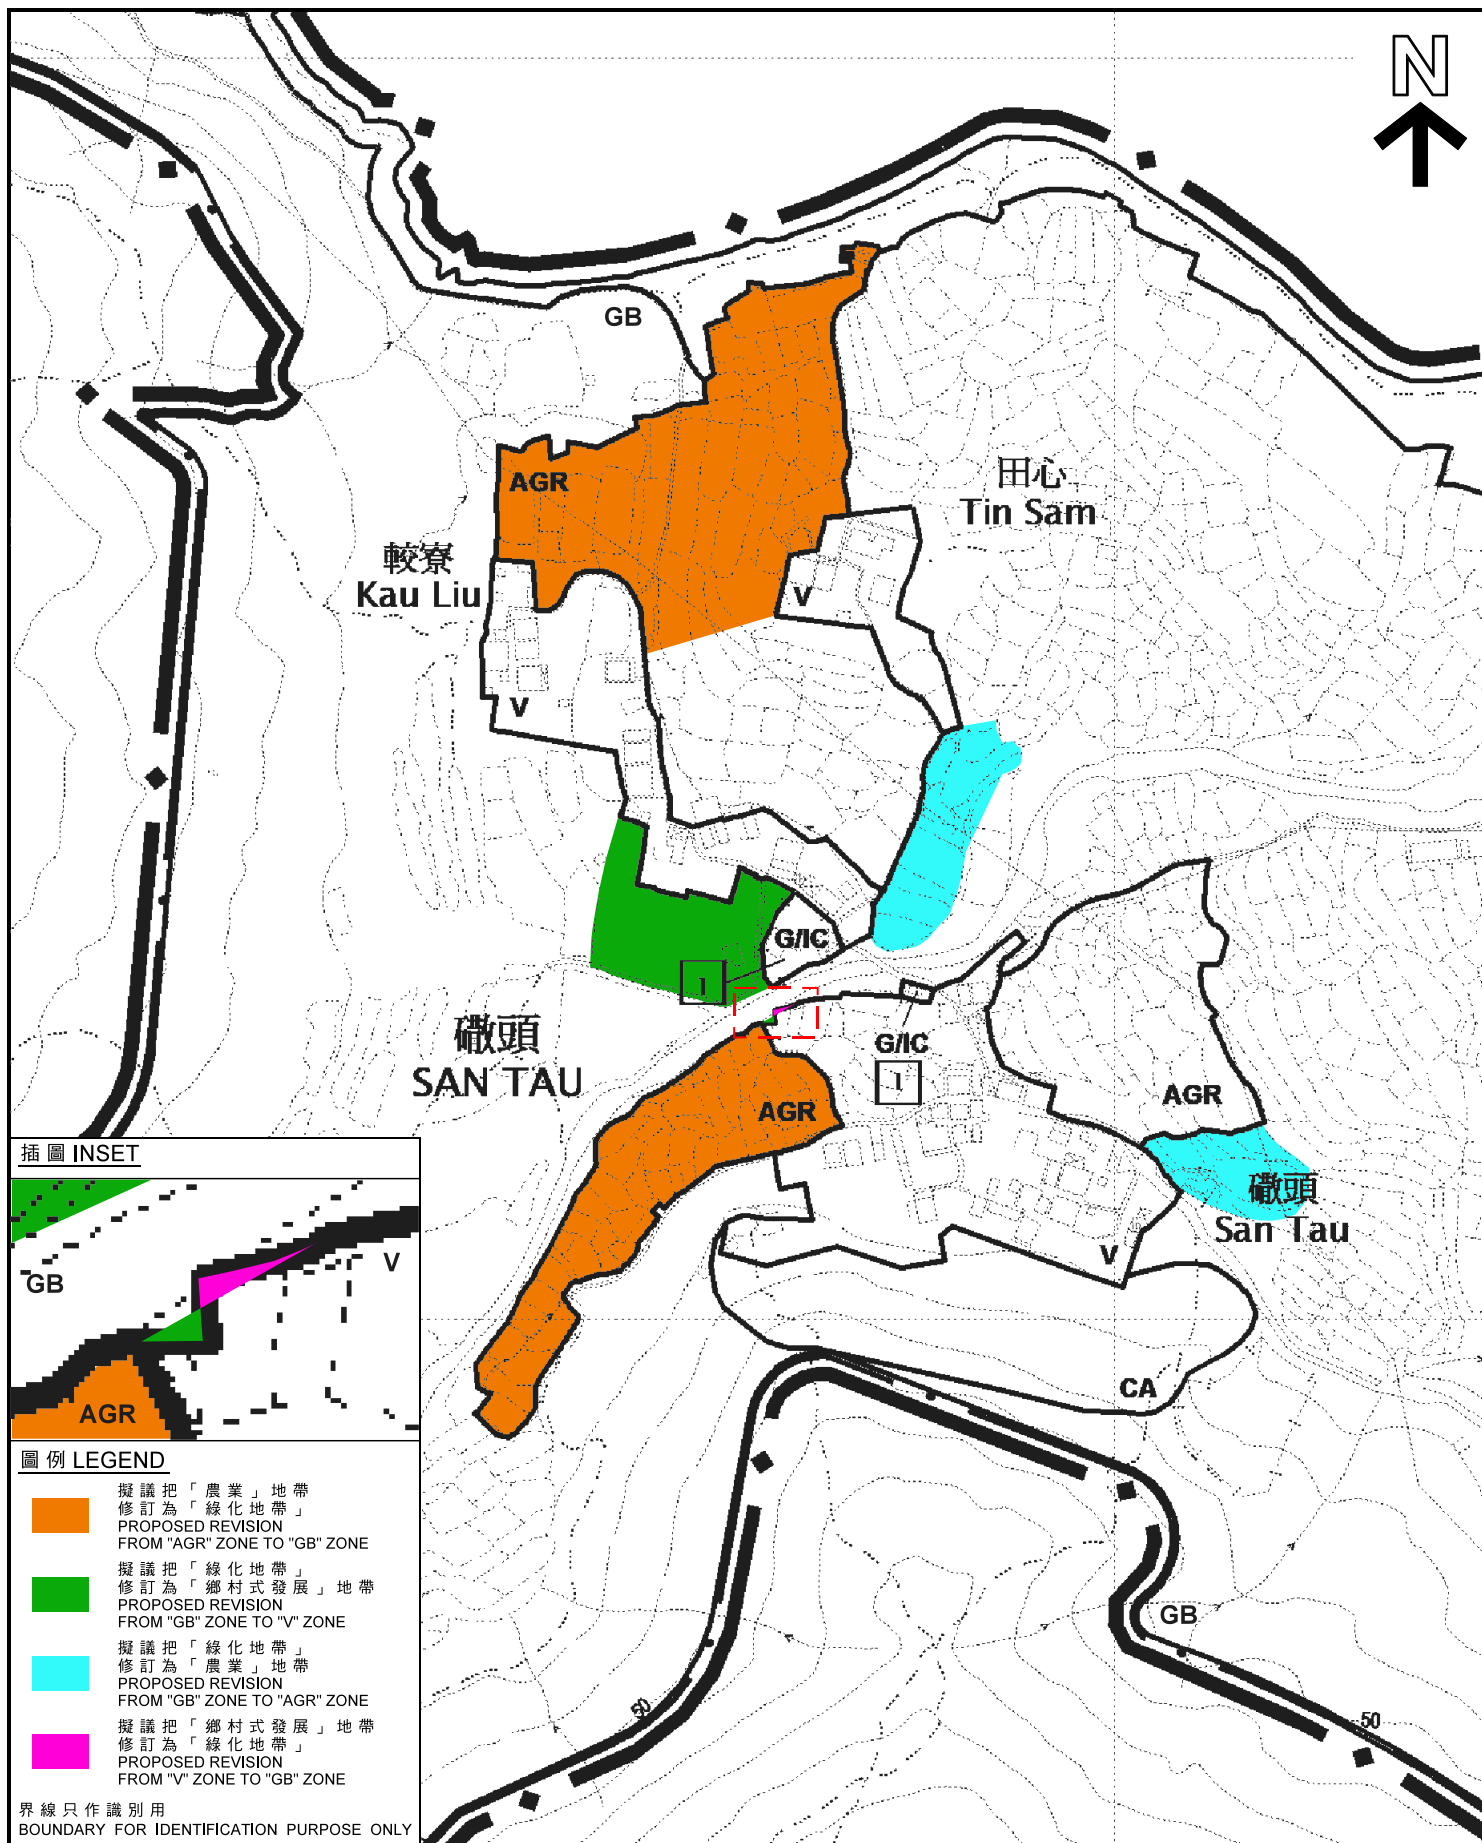 N
GB
AGR
田心
Tin Sam
較寮
Kau Liu
V
V
G/IC
1
礮頭
SAN TAU
G/IC
1
AGR
AGR
礮頭
San Tau
V
CA
GB
50
50
插圖 INSET
GB
V
AGR
圖例 LEGEND
擬議把「農業」地帶
修訂為「綠化地帶」
PROPOSED REVISION
FROM "AGR" ZONE TO "GB" ZONE
擬議把「綠化地帶」
修訂為「鄉村式發展」地帶
PROPOSED REVISION
FROM "GB" ZONE TO "V" ZONE
擬議把「綠化地帶」
修訂為「農業」地帶
PROPOSED REVISION
FROM "GB" ZONE TO "AGR" ZONE
擬議把「鄉村式發展」地帶
修訂為「綠化地帶」
PROPOSED REVISION
FROM "V" ZONE TO "GB" ZONE
界線只作識別用
BOUNDARY FOR IDENTIFICATION PURPOSE ONLY